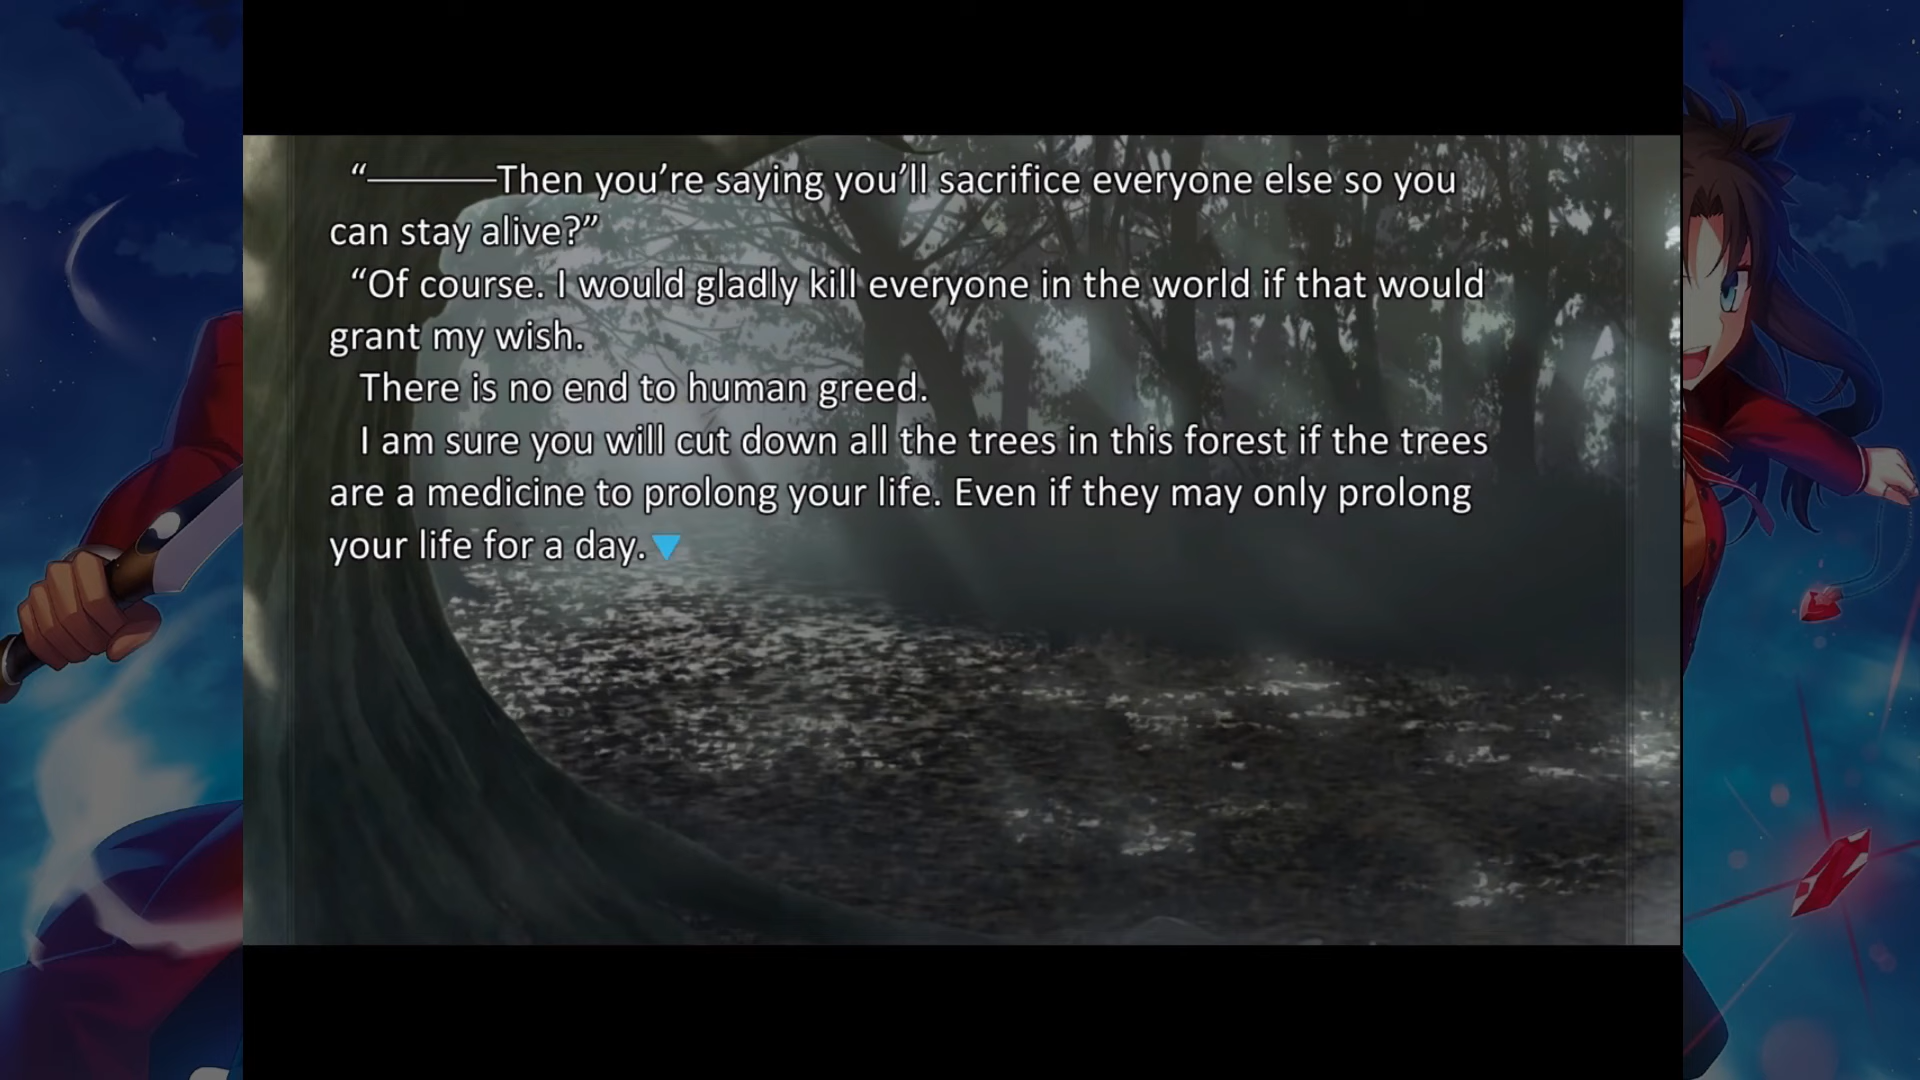 “————Then you’re saying you’ll sacrifice everyone else so you
can stay alive?”
“Of course. I would gladly kill everyone in the world if that would
grant my wish.
There is no end to human greed.
I am sure you will cut down all the trees in this forest if the trees
are a medicine to prolong your life. Even if they may only prolong
your life for a day.